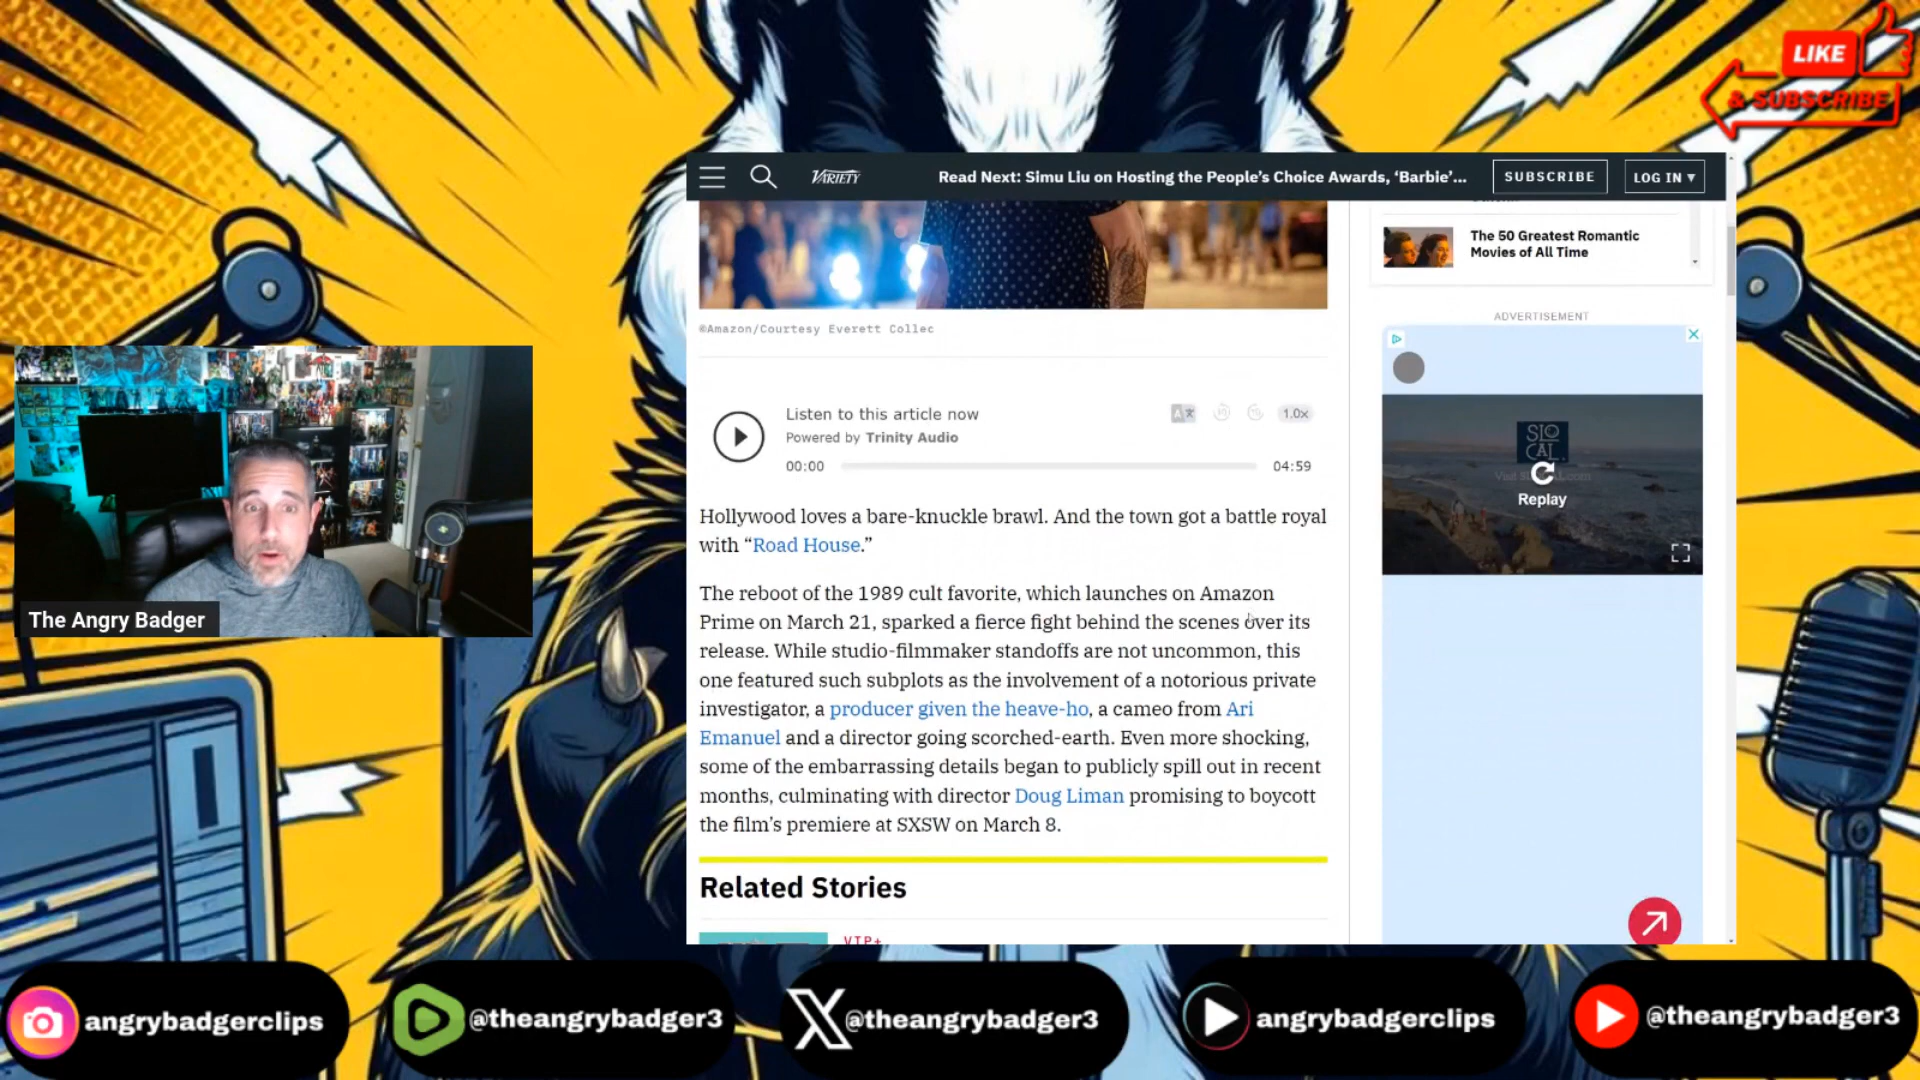 LIKE
& SUBSCRIBE
VARIETY
Read Next: Simu Liu on Hosting the People’s Choice Awards, ‘Barbie’...
SUBSCRIBE
LOG IN ▼
The 50 Greatest Romantic
Movies of All Time
©Amazon/Courtesy Everett Collec
ADVERTISEMENT
Listen to this article now
Powered by Trinity Audio
1.0x
00:00
04:59
SLO
CAL
Replay
Hollywood loves a bare-knuckle brawl. And the town got a battle royal
with “Road House.”
The reboot of the 1989 cult favorite, which launches on Amazon
Prime on March 21, sparked a fierce fight behind the scenes over its
release. While studio-filmmaker standoffs are not uncommon, this
one featured such subplots as the involvement of a notorious private
investigator, a producer given the heave-ho, a cameo from Ari
Emanuel and a director going scorched-earth. Even more shocking,
some of the embarrassing details began to publicly spill out in recent
months, culminating with director Doug Liman promising to boycott
the film’s premiere at SXSW on March 8.
Related Stories
VIP+
The Angry Badger
angrybadgerclips
@theangrybadger3
@theangrybadger3
angrybadgerclips
@theangrybadger3